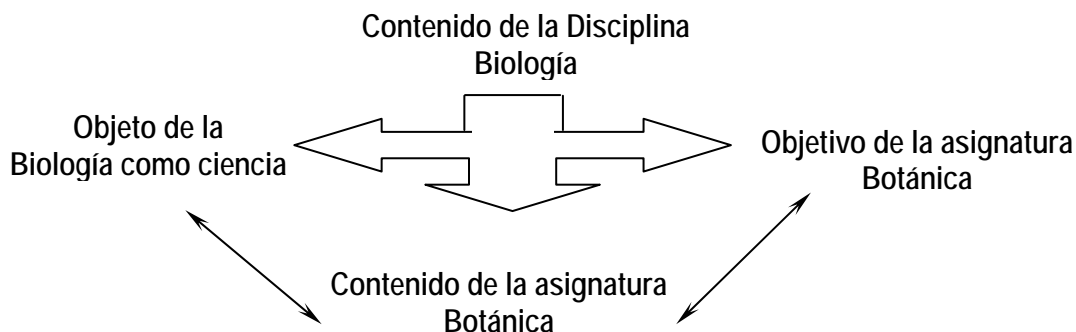 Contenido de la Disciplina
Biología
Objeto de la
Biología como ciencia
Objetivo de la asignatura
Botánica
Contenido de la asignatura
Botánica